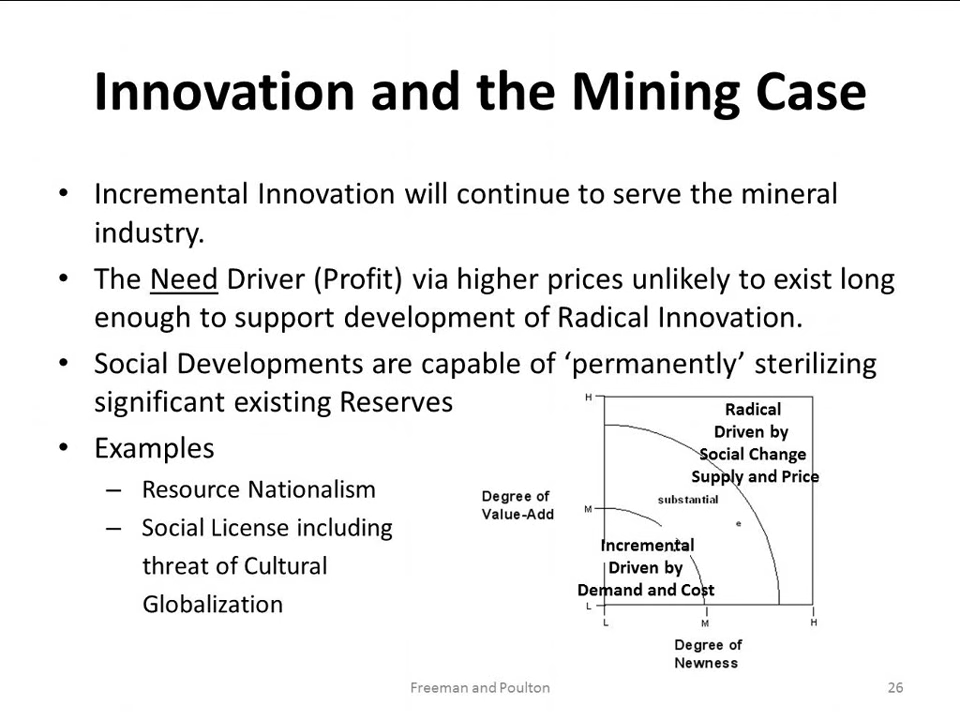 Innovation and the Mining Case
• Incremental Innovation will continue to serve the mineral
industry.
• The Need Driver (Profit) via higher prices unlikely to exist long
enough to support development of Radical Innovation.
• Social Developments are capable of ‘permanently’ sterilizing
significant existing Reserves
• Examples
– Resource Nationalism
– Social License including
threat of Cultural
Globalization
H
Radical
Driven by
Social Change
Supply and Price
substantial
e
Degree of
Value-Add
M
Incremental
Driven by
Demand and Cost
L
L
M
H
Degree of
Newness
Freeman and Poulton
26